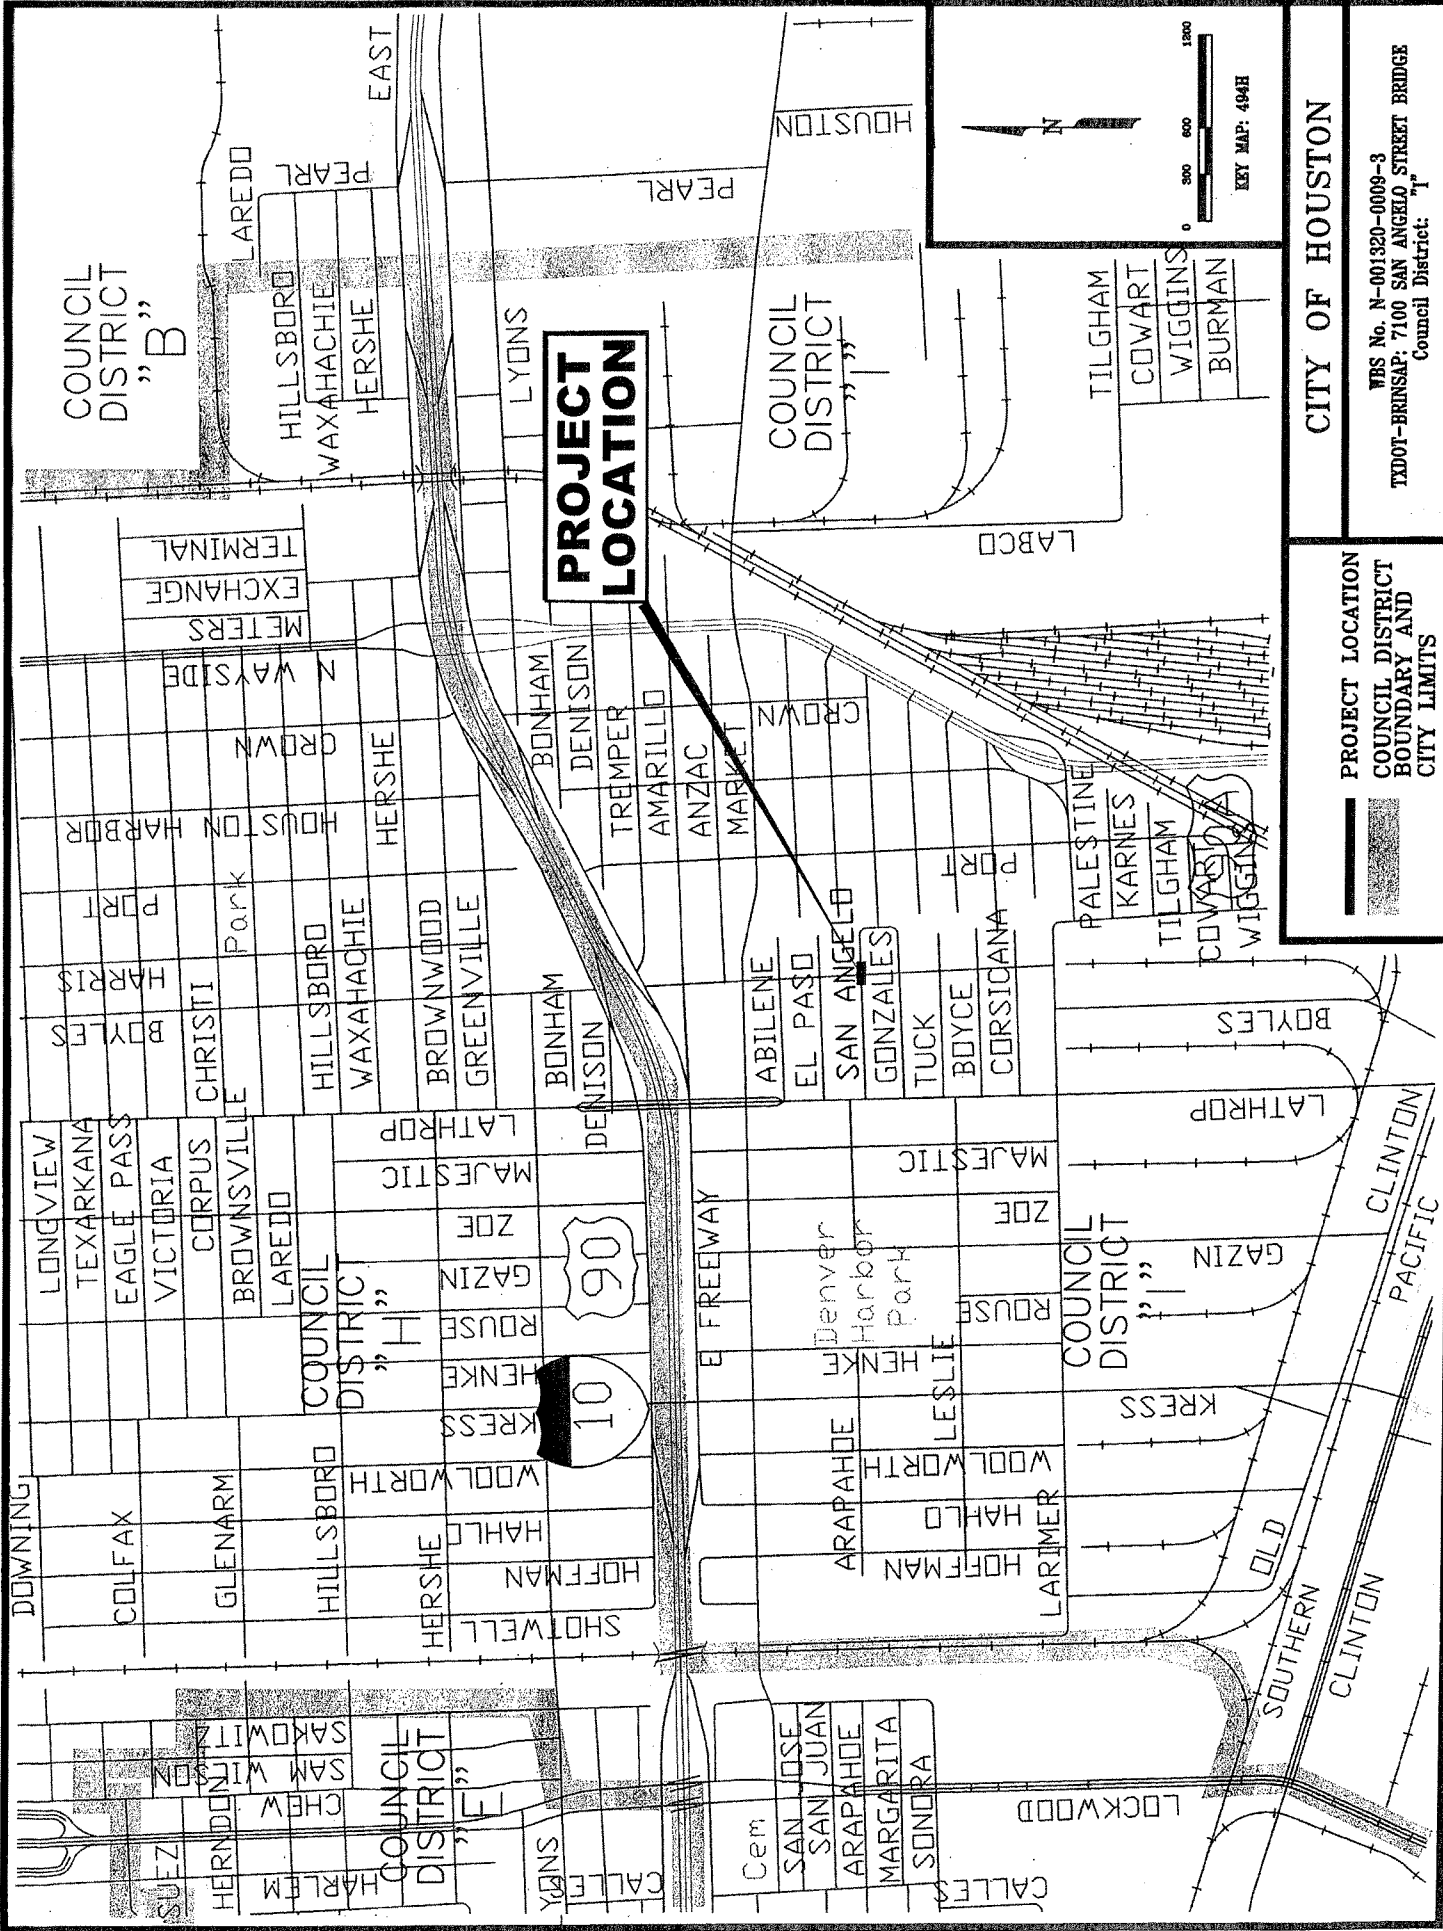 DOWNING
COLFAX
GLENARM
HILLSBORO
HERSHE
LONGVIEW
TEXARKANA
EAGLE PASS
VICTORIA
CORPUS CHRISTI
BROWNSVILLE
LAREDO
HILLSBORO
WAXAHACHIE
BROWNWOOD
GREENVILLE
BONHAM
DENISON
Park
BOYLES
HARRIS
PORT
HOUSTON HARBOR
CROWN
N WAYSIDE
METERS
EXCHANGE
TERMINAL
HERSHE
COUNCIL
DISTRICT
"B"
LAREDO
HILLSBORO
WAXAHACHIE
HERSHE
PEARL
EAST
LYONS
PEARL
HOUSTON
SUEZ
HERNDON
HARLEM
CHEW
SAM WILSON
SAKOWITZ
COUNCIL
DISTRICT
YONS
CALLES
SHOTWELL
HOFFMAN
HAHLO
WOOLWORTH
KRESS
HENKE
ROUSE
GAZIN
ZOE
MAJESTIC
LATHROP
COUNCIL
DISTRICT
"H"
10
90
E FREEWAY
BONHAM
DENISON
TREMPER
AMARILLO
ANZAC
MARKET
CROWN
PROJECT
LOCATION
COUNCIL
DISTRICT
"I"
LABCO
TILGHAM
COWART
WIGGINS
BURMAN
Cem
SAN JOSE
SAN JUAN
ARAPAHOE
MARGARITA
SONORA
CALLES
LOCKWOOD
ARAPAHOE
HOFFMAN
HAHLO
WOOLWORTH
LESLIE
HENKE
ROUSE
Denver
Harbor
Park
ZOE
MAJESTIC
LARIMER
ABILENE
EL PASO
SAN ANGELO
GONZALES
TUCK
BOYCE
CORSICANA
PORT
PALESTINE
KARNES
TILGHAM
COWART
WIGGINS
COUNCIL
DISTRICT
"I"
KRESS
GAZIN
LATHROP
BOYLES
OLD CLINTON
SOUTHERN PACIFIC
CLINTON
N
0 300 600 1200
KEY MAP: 494H
PROJECT LOCATION
COUNCIL DISTRICT
BOUNDARY AND
CITY LIMITS
CITY OF HOUSTON
WBS No. N-001320-0009-3
TXDOT-BRINSAP; 7100 SAN ANGELO STREET BRIDGE
Council District: "I"